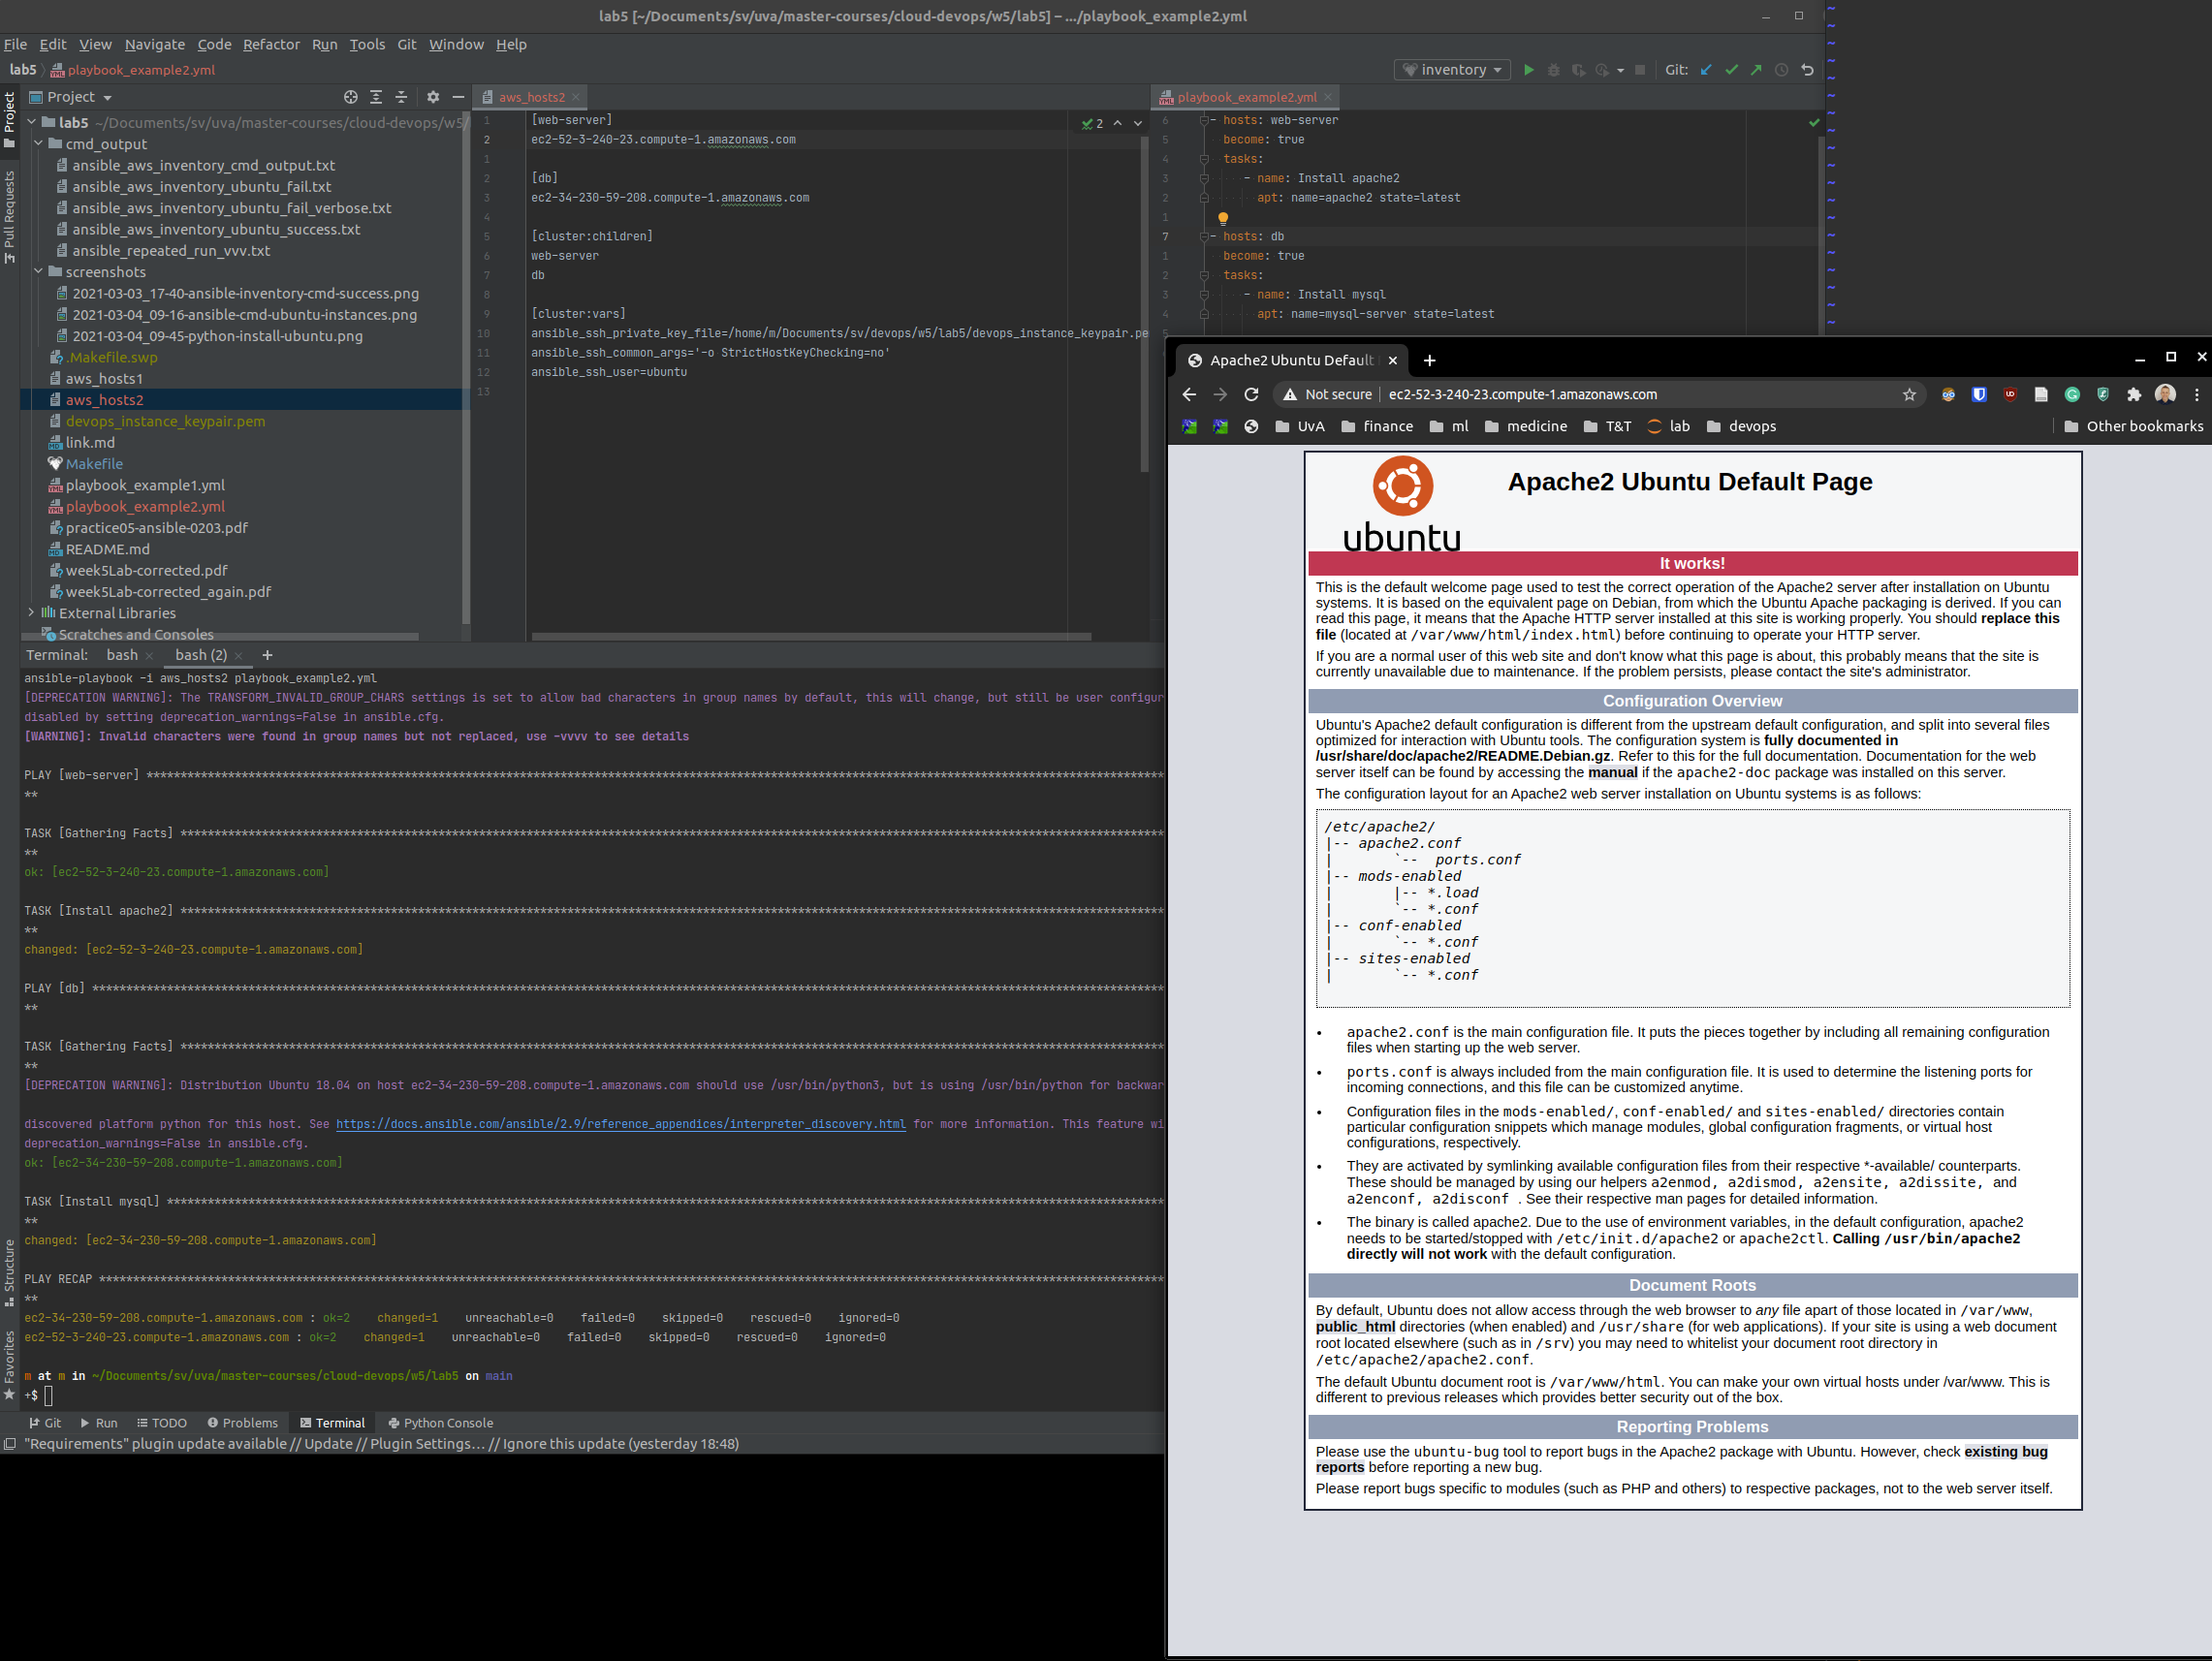 lab5 [~/Documents/sv/uva/master-courses/cloud-devops/w5/lab5] – .../playbook_example2.yml
File Edit View Navigate Code Refactor Run Tools Git Window Help
lab5 playbook_example2.yml
inventory
Git:
Project
Pull Requests
Structure
Favorites
Project
lab5 ~/Documents/sv/uva/master-courses/cloud-devops/w5/
cmd_output
ansible_aws_inventory_cmd_output.txt
ansible_aws_inventory_ubuntu_fail.txt
ansible_aws_inventory_ubuntu_fail_verbose.txt
ansible_aws_inventory_ubuntu_success.txt
ansible_repeated_run_vvv.txt
screenshots
2021-03-03_17-40-ansible-inventory-cmd-success.png
2021-03-04_09-16-ansible-cmd-ubuntu-instances.png
2021-03-04_09-45-python-install-ubuntu.png
.Makefile.swp
aws_hosts1
aws_hosts2
devops_instance_keypair.pem
link.md
Makefile
playbook_example1.yml
playbook_example2.yml
practice05-ansible-0203.pdf
README.md
week5Lab-corrected.pdf
week5Lab-corrected_again.pdf
External Libraries
Scratches and Consoles
aws_hosts2
2
1 [web-server]
2 ec2-52-3-240-23.compute-1.amazonaws.com
1
2 [db]
3 ec2-34-230-59-208.compute-1.amazonaws.com
4
5 [cluster:children]
6 web-server
7 db
8
9 [cluster:vars]
10 ansible_ssh_private_key_file=/home/m/Documents/sv/devops/w5/lab5/devops_instance_keypair.pe
11 ansible_ssh_common_args='-o StrictHostKeyChecking=no'
12 ansible_ssh_user=ubuntu
13
playbook_example2.yml
6 - hosts: web-server
5 become: true
4 tasks:
3 - name: Install apache2
2 apt: name=apache2 state=latest
1
7 - hosts: db
1 become: true
2 tasks:
3 - name: Install mysql
4 apt: name=mysql-server state=latest
5
Terminal: bash bash (2) +
ansible-playbook -i aws_hosts2 playbook_example2.yml
[DEPRECATION WARNING]: The TRANSFORM_INVALID_GROUP_CHARS settings is set to allow bad characters in group names by default, this will change, but still be user configur
disabled by setting deprecation_warnings=False in ansible.cfg.
[WARNING]: Invalid characters were found in group names but not replaced, use -vvvv to see details
PLAY [web-server] ****************************************************************
**
TASK [Gathering Facts] ****************************************************************
**
ok: [ec2-52-3-240-23.compute-1.amazonaws.com]
TASK [Install apache2] ****************************************************************
**
changed: [ec2-52-3-240-23.compute-1.amazonaws.com]
PLAY [db] ****************************************************************
**
TASK [Gathering Facts] ****************************************************************
**
[DEPRECATION WARNING]: Distribution Ubuntu 18.04 on host ec2-34-230-59-208.compute-1.amazonaws.com should use /usr/bin/python3, but is using /usr/bin/python for backwar
discovered platform python for this host. See https://docs.ansible.com/ansible/2.9/reference_appendices/interpreter_discovery.html for more information. This feature wi
deprecation_warnings=False in ansible.cfg.
ok: [ec2-34-230-59-208.compute-1.amazonaws.com]
TASK [Install mysql] ****************************************************************
**
changed: [ec2-34-230-59-208.compute-1.amazonaws.com]
PLAY RECAP ****************************************************************
**
ec2-34-230-59-208.compute-1.amazonaws.com : ok=2 changed=1 unreachable=0 failed=0 skipped=0 rescued=0 ignored=0
ec2-52-3-240-23.compute-1.amazonaws.com : ok=2 changed=1 unreachable=0 failed=0 skipped=0 rescued=0 ignored=0
m at m in ~/Documents/sv/uva/master-courses/cloud-devops/w5/lab5 on main
+$
Git Run TODO Problems Terminal Python Console
"Requirements" plugin update available // Update // Plugin Settings... // Ignore this update (yesterday 18:48)
Apache2 Ubuntu Default
Not secure ec2-52-3-240-23.compute-1.amazonaws.com
UvA finance ml medicine T&T lab devops Other bookmarks
ubuntu
Apache2 Ubuntu Default Page
It works!
This is the default welcome page used to test the correct operation of the Apache2 server after installation on Ubuntu
systems. It is based on the equivalent page on Debian, from which the Ubuntu Apache packaging is derived. If you can
read this page, it means that the Apache HTTP server installed at this site is working properly. You should replace this
file (located at /var/www/html/index.html) before continuing to operate your HTTP server.
If you are a normal user of this web site and don't know what this page is about, this probably means that the site is
currently unavailable due to maintenance. If the problem persists, please contact the site's administrator.
Configuration Overview
Ubuntu's Apache2 default configuration is different from the upstream default configuration, and split into several files
optimized for interaction with Ubuntu tools. The configuration system is fully documented in
/usr/share/doc/apache2/README.Debian.gz. Refer to this for the full documentation. Documentation for the web
server itself can be found by accessing the manual if the apache2-doc package was installed on this server.
The configuration layout for an Apache2 web server installation on Ubuntu systems is as follows:
/etc/apache2/
|-- apache2.conf
|       `--  ports.conf
|-- mods-enabled
|       |-- *.load
|       `-- *.conf
|-- conf-enabled
|       `-- *.conf
|-- sites-enabled
|       `-- *.conf
• apache2.conf is the main configuration file. It puts the pieces together by including all remaining configuration
files when starting up the web server.
• ports.conf is always included from the main configuration file. It is used to determine the listening ports for
incoming connections, and this file can be customized anytime.
• Configuration files in the mods-enabled/, conf-enabled/ and sites-enabled/ directories contain
particular configuration snippets which manage modules, global configuration fragments, or virtual host
configurations, respectively.
• They are activated by symlinking available configuration files from their respective *-available/ counterparts.
These should be managed by using our helpers a2enmod, a2dismod, a2ensite, a2dissite, and
a2enconf, a2disconf . See their respective man pages for detailed information.
• The binary is called apache2. Due to the use of environment variables, in the default configuration, apache2
needs to be started/stopped with /etc/init.d/apache2 or apache2ctl. Calling /usr/bin/apache2
directly will not work with the default configuration.
Document Roots
By default, Ubuntu does not allow access through the web browser to any file apart of those located in /var/www,
public_html directories (when enabled) and /usr/share (for web applications). If your site is using a web document
root located elsewhere (such as in /srv) you may need to whitelist your document root directory in
/etc/apache2/apache2.conf.
The default Ubuntu document root is /var/www/html. You can make your own virtual hosts under /var/www. This is
different to previous releases which provides better security out of the box.
Reporting Problems
Please use the ubuntu-bug tool to report bugs in the Apache2 package with Ubuntu. However, check existing bug
reports before reporting a new bug.
Please report bugs specific to modules (such as PHP and others) to respective packages, not to the web server itself.